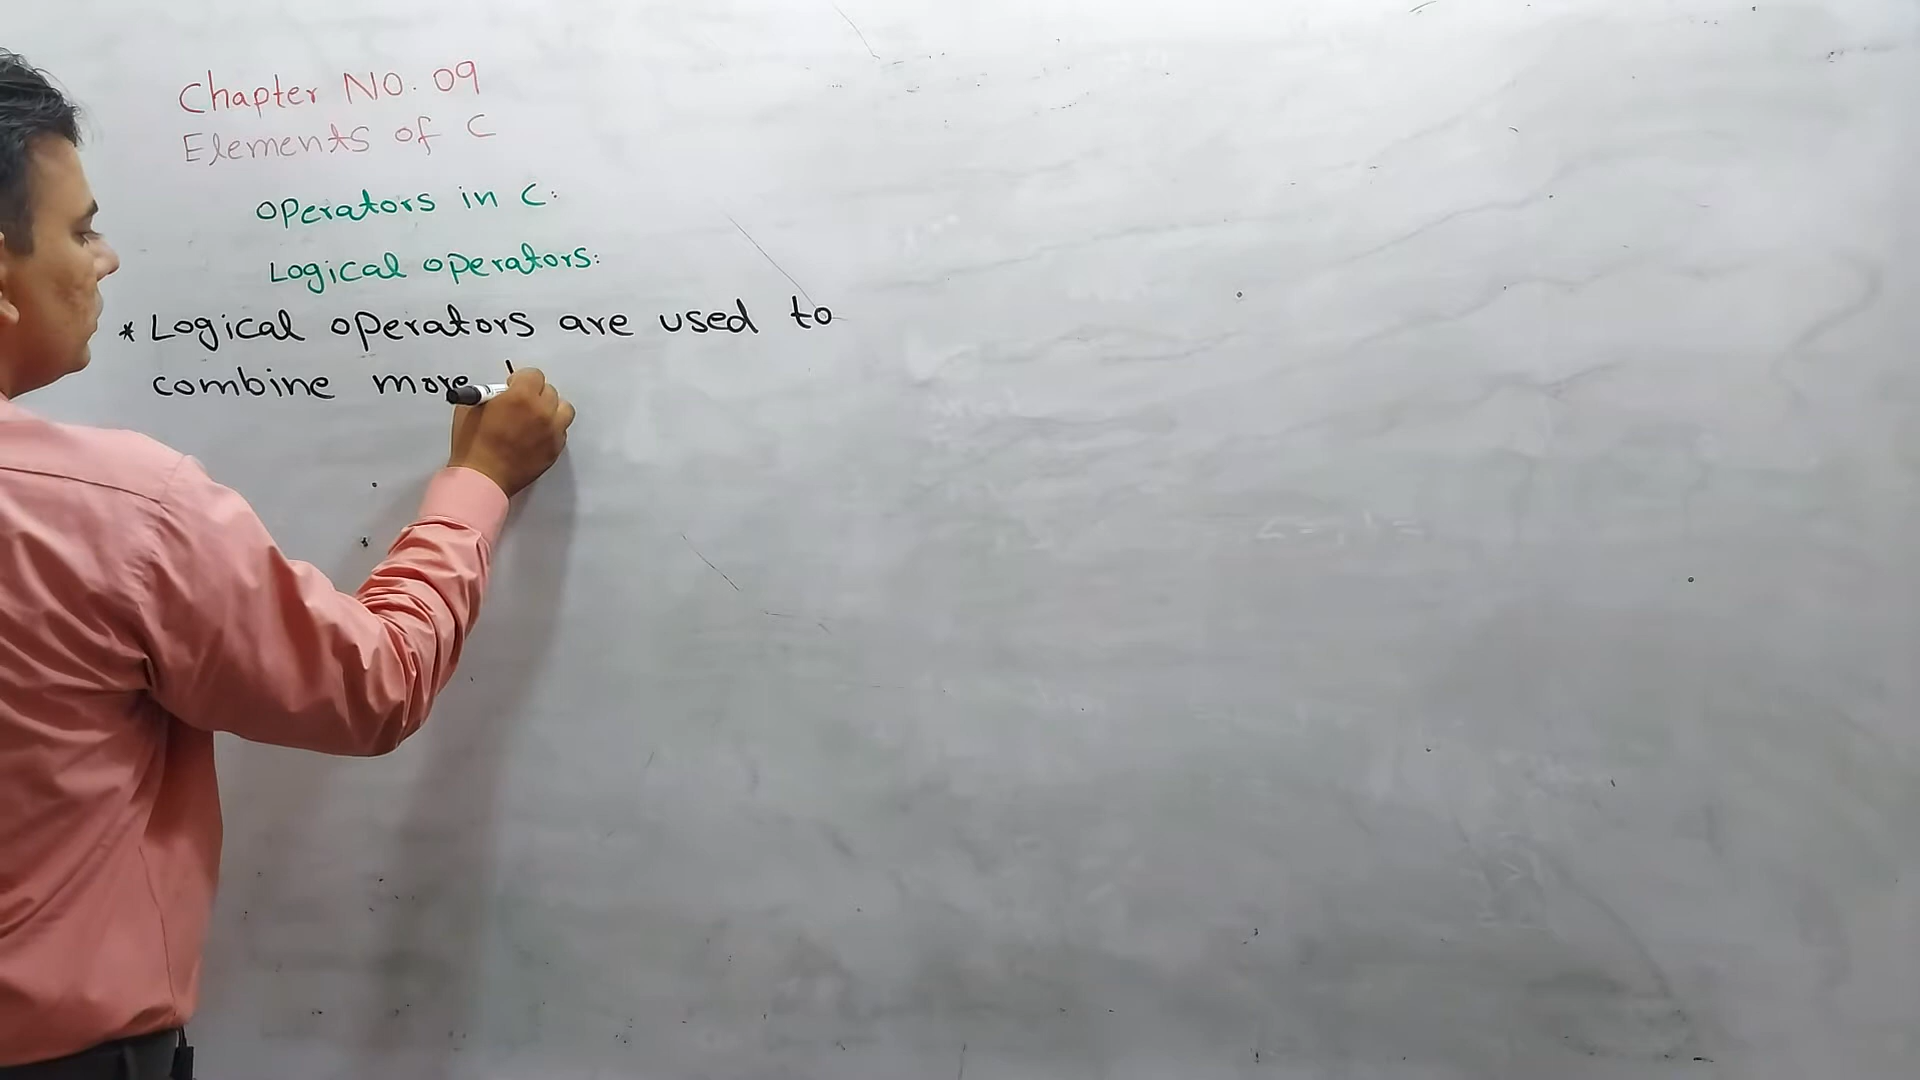 Chapter NO. 09
Elements of C
Operators in C:
Logical operators:
* Logical operators are used to
combine more